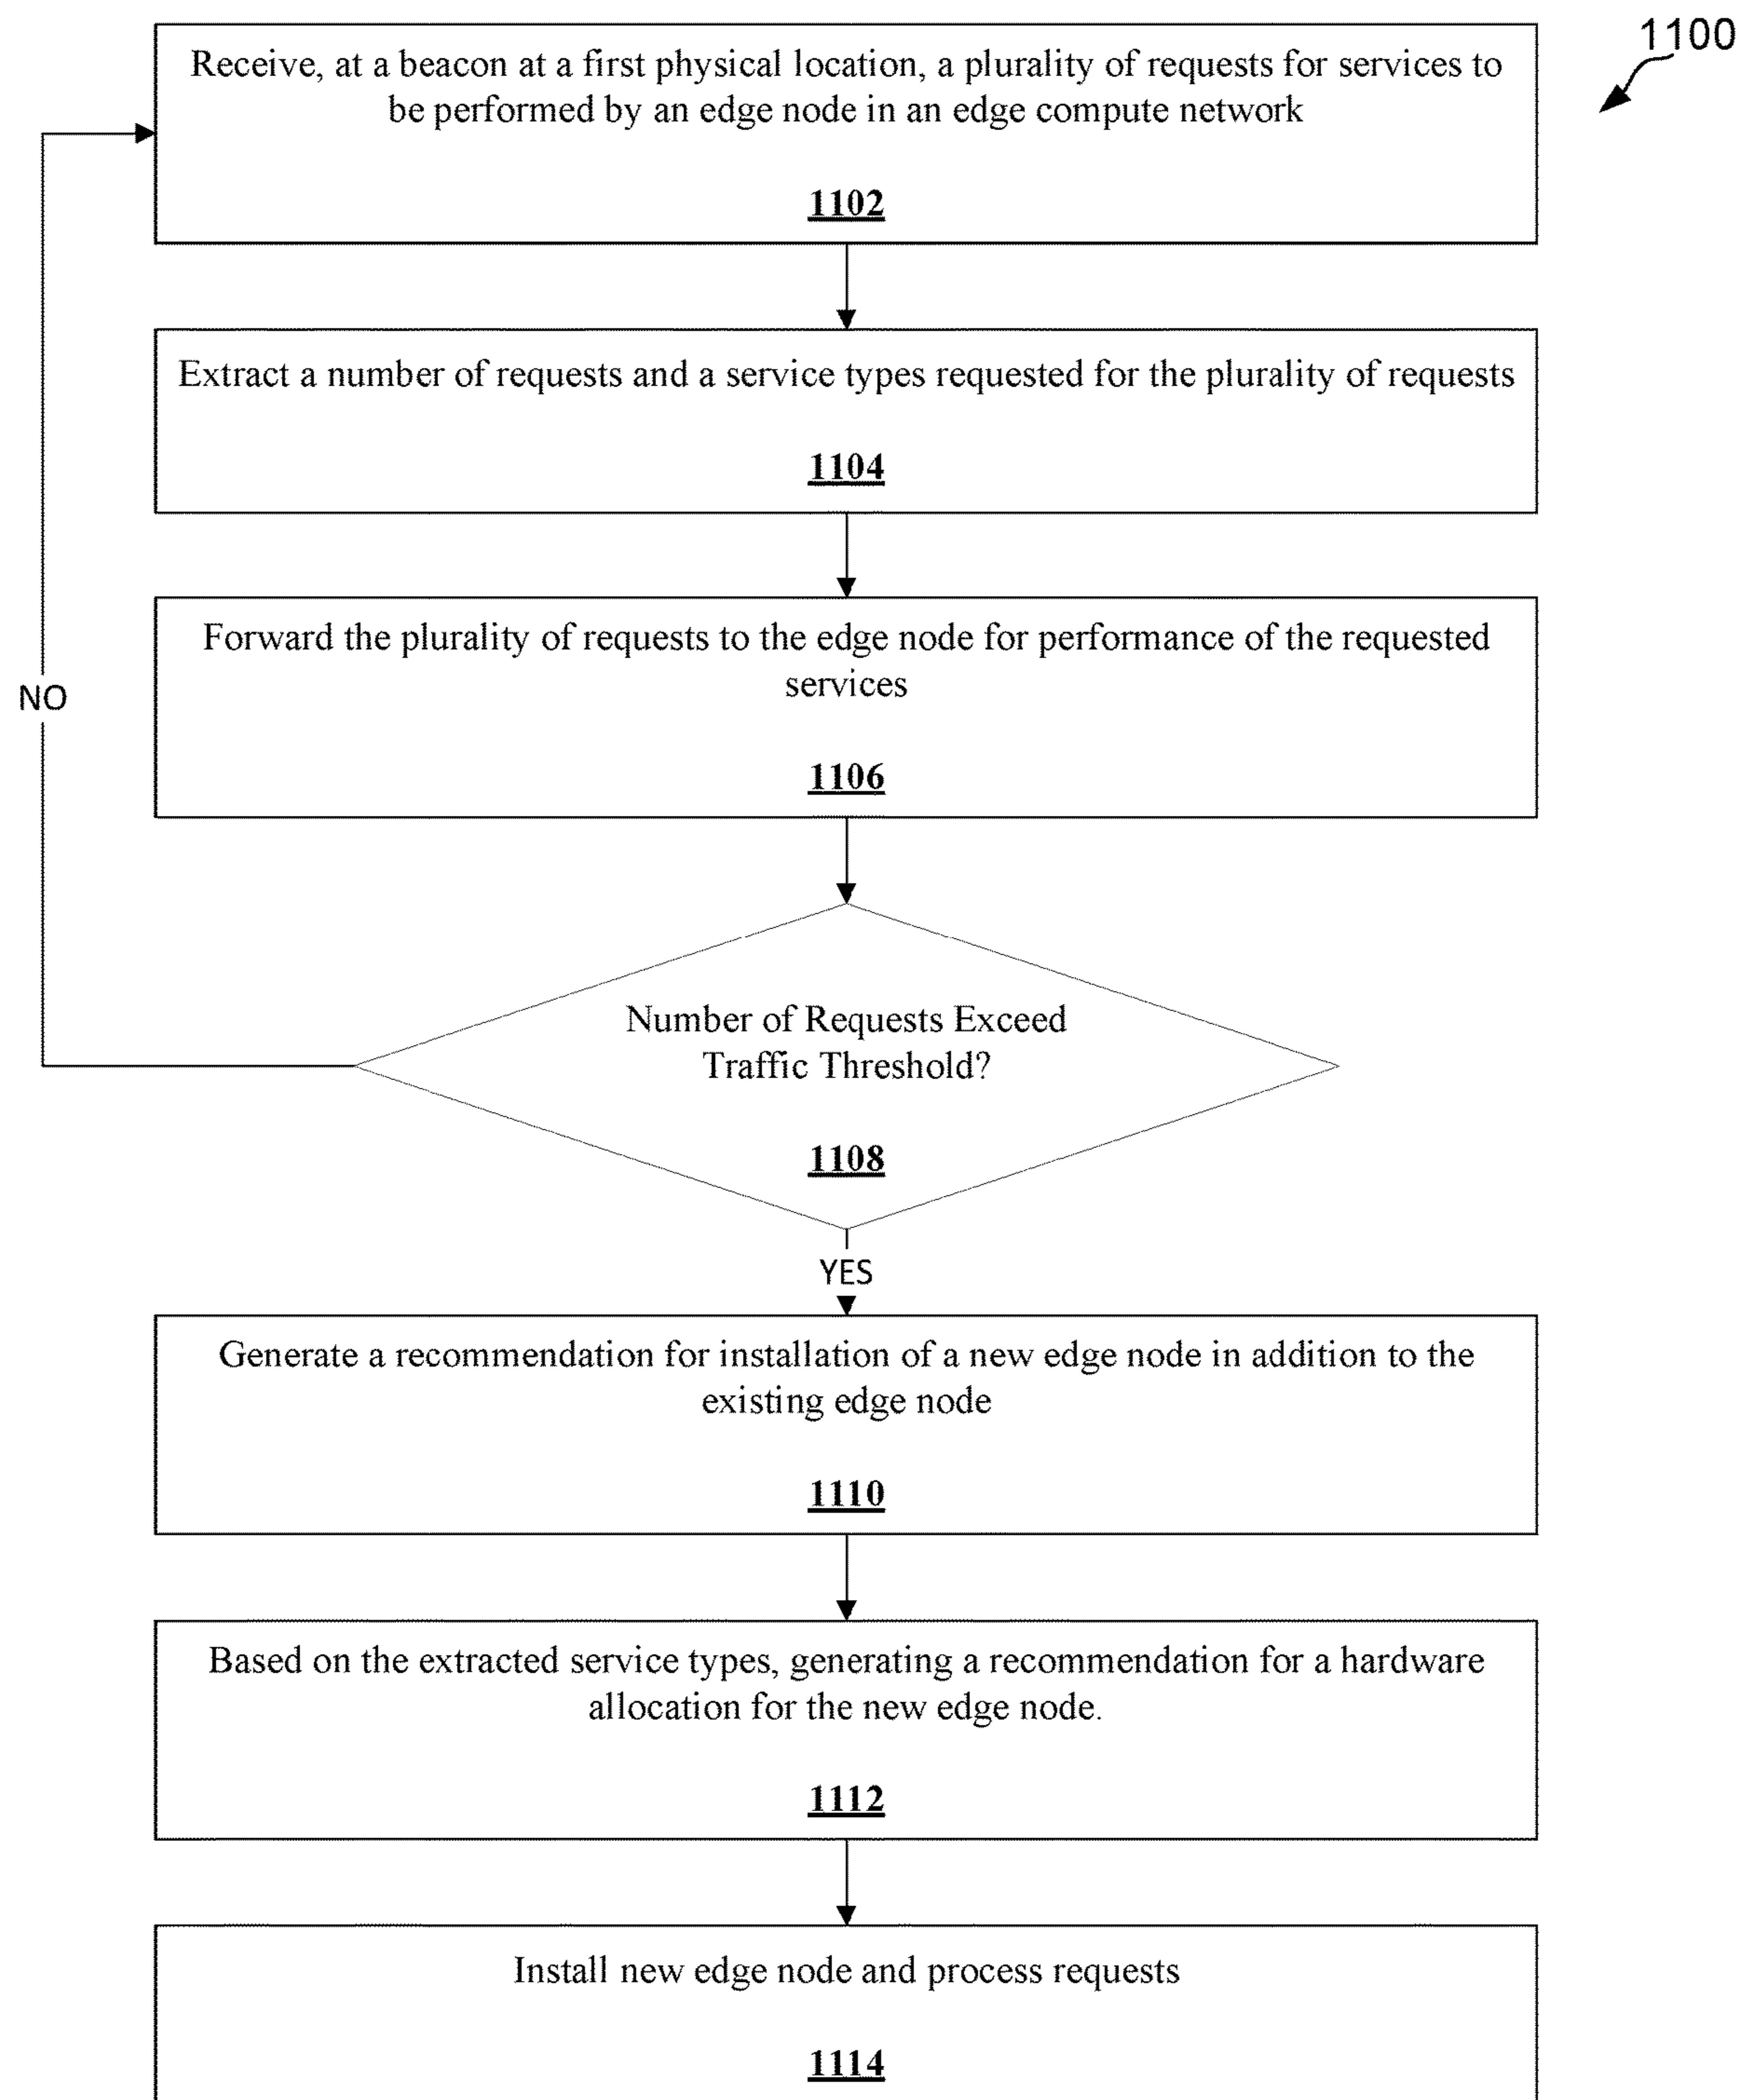 1100
Receive, at a beacon at a first physical location, a plurality of requests for services to
be performed by an edge node in an edge compute network
1102
Extract a number of requests and a service types requested for the plurality of requests
1104
Forward the plurality of requests to the edge node for performance of the requested
services
1106
NO
Number of Requests Exceed
Traffic Threshold?
1108
YES
Generate a recommendation for installation of a new edge node in addition to the
existing edge node
1110
Based on the extracted service types, generating a recommendation for a hardware
allocation for the new edge node.
1112
Install new edge node and process requests
1114